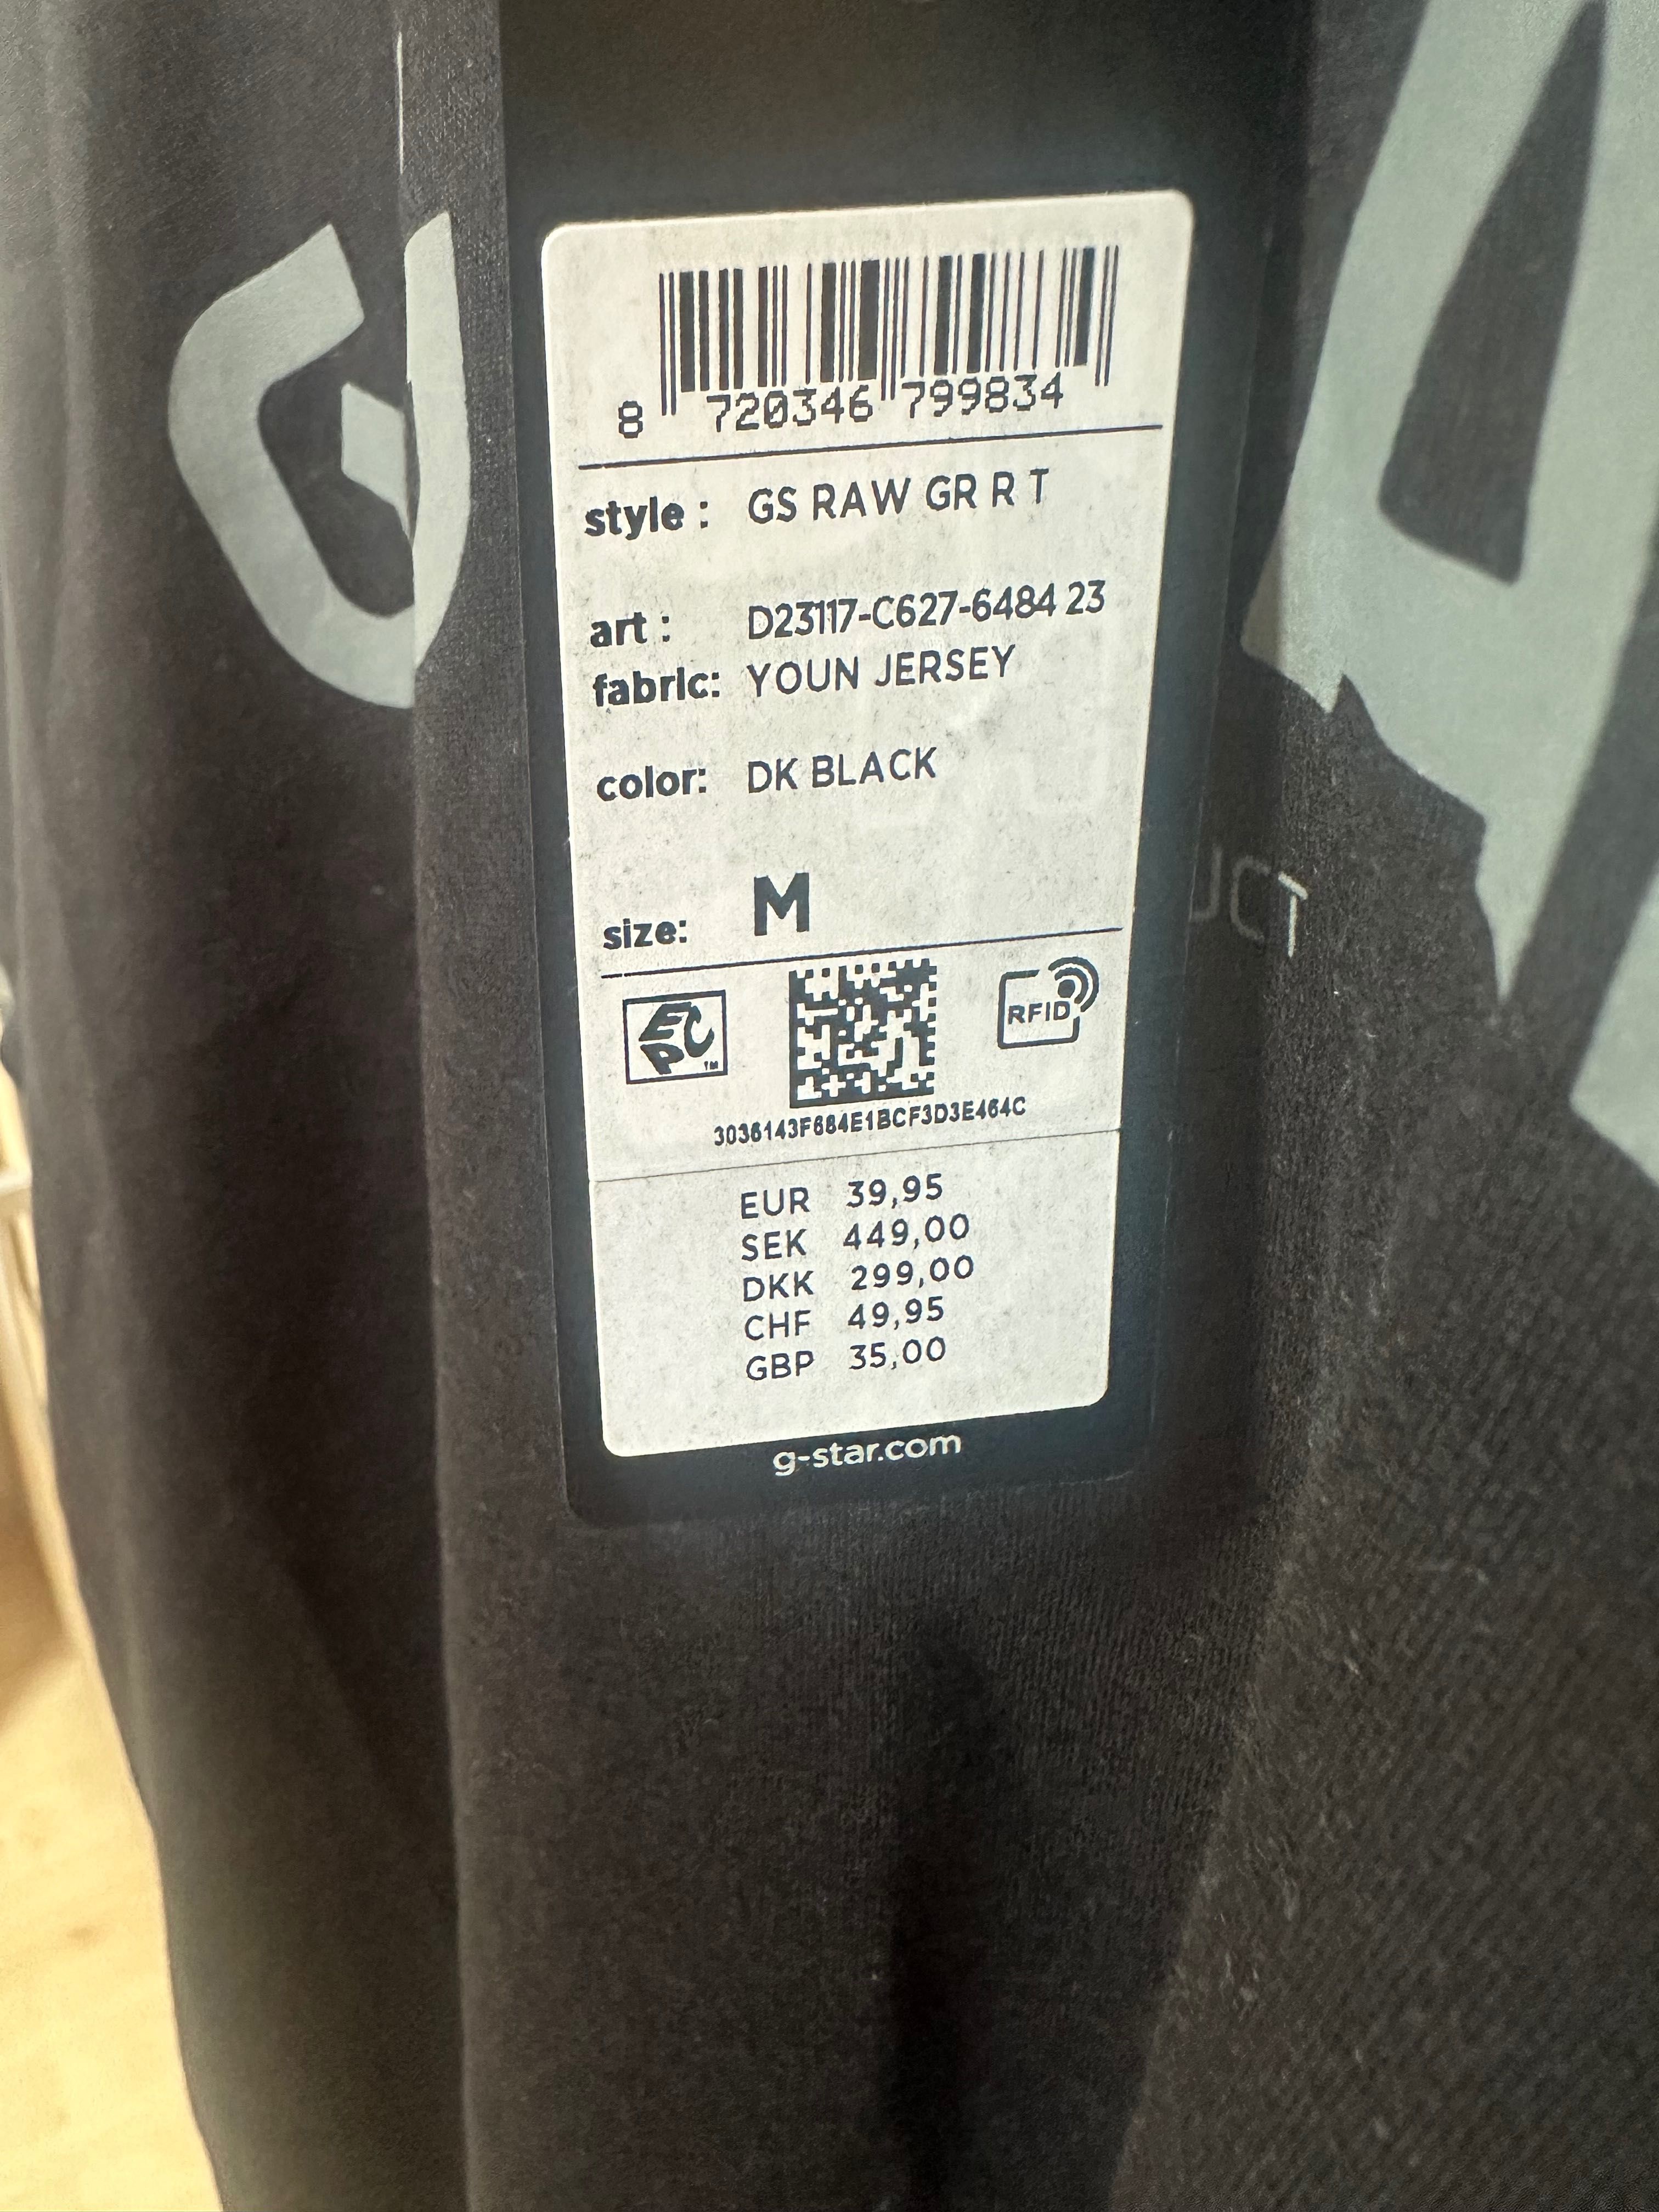 8 720346 799834
style : GS RAW GR R T
art : D23117-C627-6484 23
fabric: YOUN JERSEY
color: DK BLACK
size: M
EPC TM
RFID
3036143F684E1BCF3D3E464C
EUR 39,95
SEK 449,00
DKK 299,00
CHF 49,95
GBP 35,00
g-star.com